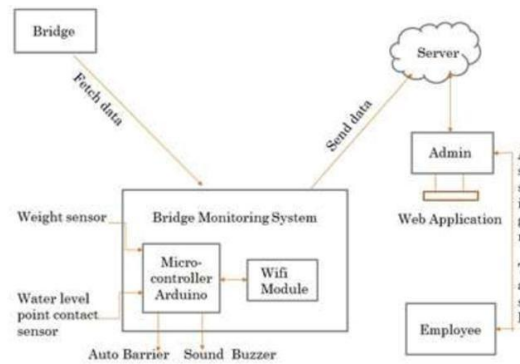 Bridge
Server
Fetch data
Send data
Admin
Web Application
Weight sensor
Bridge Monitoring System
Micro-
controller
Arduino
Wifi
Module
Water level
point contact
sensor
Auto Barrier
Sound Buzzer
Employee